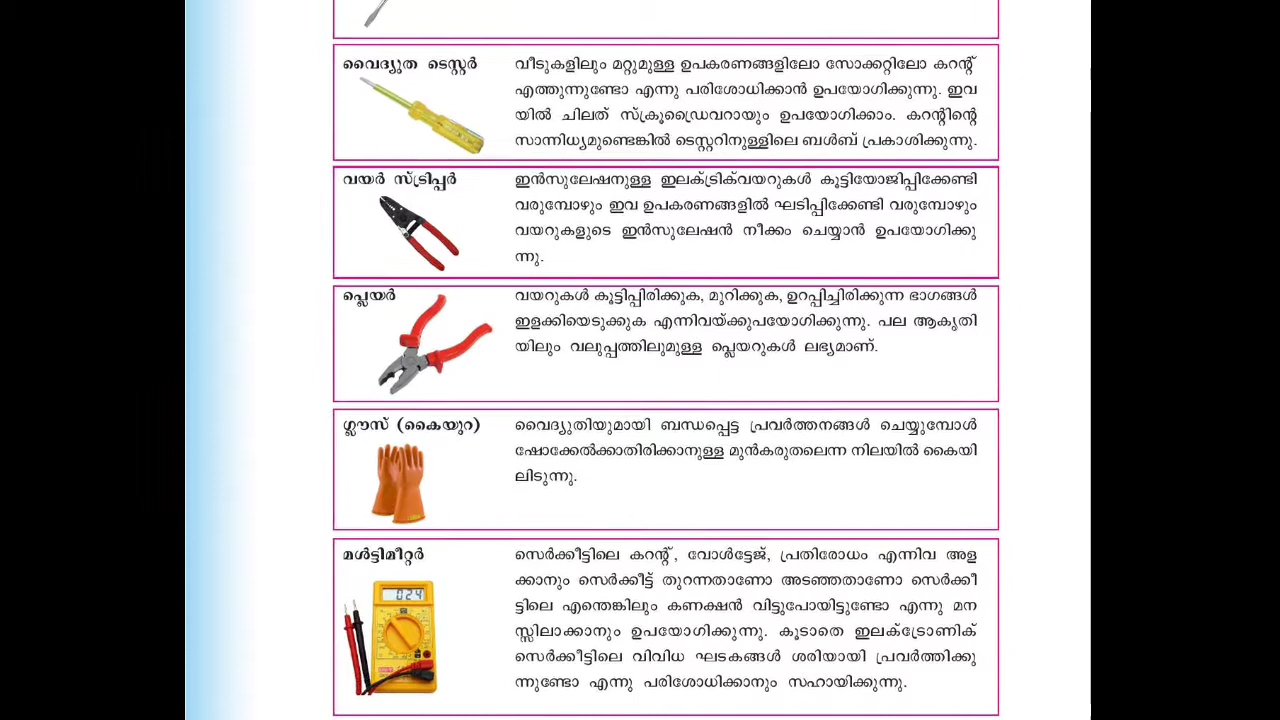 വൈദ്യുത ടെസ്റ്റർ
വീടുകളിലും മറ്റുമുള്ള ഉപകരണങ്ങളിലോ സോക്കറ്റിലോ കറന്റ്
എത്തുന്നുണ്ടോ എന്നു പരിശോധിക്കാൻ ഉപയോഗിക്കുന്നു. ഇവ
യിൽ ചിലത് സ്ക്രൂഡ്രൈവറായും ഉപയോഗിക്കാം. കറന്റിന്റെ
സാന്നിധ്യമുണ്ടെങ്കിൽ ടെസ്റ്ററിനുള്ളിലെ ബൾബ് പ്രകാശിക്കുന്നു.
വയർ സ്ട്രിപ്പർ
ഇൻസുലേഷനുള്ള ഇലക്ട്രിക്‌വയറുകൾ കൂട്ടിയോജിപ്പിക്കേണ്ടി
വരുമ്പോഴും ഇവ ഉപകരണങ്ങളിൽ ഘടിപ്പിക്കേണ്ടി വരുമ്പോഴും
വയറുകളുടെ ഇൻസുലേഷൻ നീക്കം ചെയ്യാൻ ഉപയോഗിക്കു
ന്നു.
പ്ലെയർ
വയറുകൾ കൂട്ടിപ്പിരിക്കുക, മുറിക്കുക, ഉറപ്പിച്ചിരിക്കുന്ന ഭാഗങ്ങൾ
ഇളക്കിയെടുക്കുക എന്നിവയ്ക്കുപയോഗിക്കുന്നു. പല ആകൃതി
യിലും വലുപ്പത്തിലുമുള്ള പ്ലെയറുകൾ ലഭ്യമാണ്.
ഗ്ലൗസ് (കൈയുറ)
വൈദ്യുതിയുമായി ബന്ധപ്പെട്ട പ്രവർത്തനങ്ങൾ ചെയ്യുമ്പോൾ
ഷോക്കേൽക്കാതിരിക്കാനുള്ള മുൻകരുതലെന്ന നിലയിൽ കൈയി
ലിടുന്നു.
മൾട്ടിമീറ്റർ
സെർക്കീട്ടിലെ കറന്റ്, വോൾട്ടേജ്, പ്രതിരോധം എന്നിവ അള
ക്കാനും സെർക്കീട്ട് തുറന്നതാണോ അടഞ്ഞതാണോ സെർക്കീ
ട്ടിലെ എന്തെങ്കിലും കണക്ഷൻ വിട്ടുപോയിട്ടുണ്ടോ എന്നു മന
സ്സിലാക്കാനും ഉപയോഗിക്കുന്നു. കൂടാതെ ഇലക്ട്രോണിക്
സെർക്കീട്ടിലെ വിവിധ ഘടകങ്ങൾ ശരിയായി പ്രവർത്തിക്കു
ന്നുണ്ടോ എന്നു പരിശോധിക്കാനും സഹായിക്കുന്നു.
024